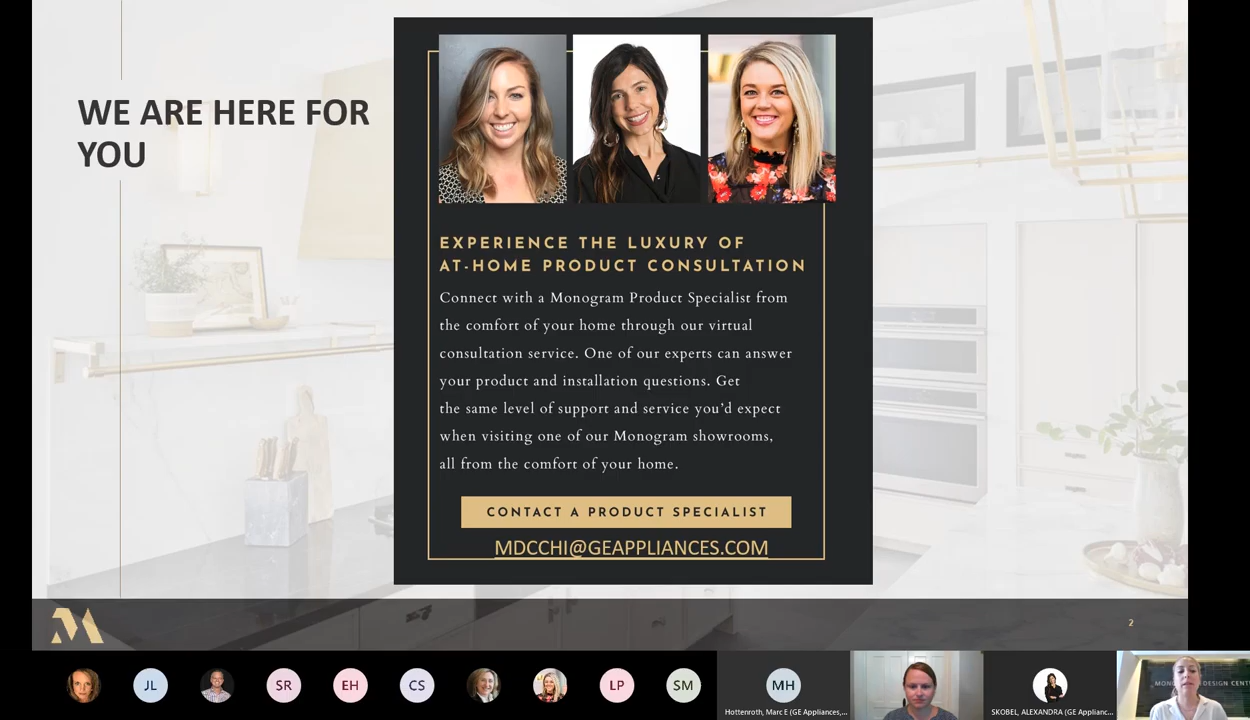 WE ARE HERE FOR
YOU
EXPERIENCE THE LUXURY OF
AT-HOME PRODUCT CONSULTATION
Connect with a Monogram Product Specialist from
the comfort of your home through our virtual
consultation service. One of our experts can answer
your product and installation questions. Get
the same level of support and service you'd expect
when visiting one of our Monogram showrooms,
all from the comfort of your home.
CONTACT A PRODUCT SPECIALIST
MDCCHI@GEAPPLIANCES.COM
2
JL
SR
EH
CS
LP
SM
MH
Hottenroth, Marc E (GE Appliances,...
SKOBEL, ALEXANDRA (GE Applianc...
DESIGN CENT